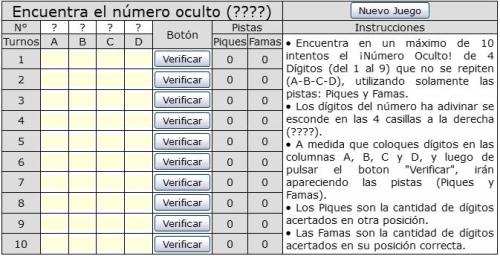 Encuentra el número oculto (????)
Nuevo Juego
Nº ? ? ? ? Botón Pistas Instrucciones
Turnos A B C D Piques Famas
1 Verificar 0 0
2 Verificar 0 0
3 Verificar 0 0
4 Verificar 0 0
5 Verificar 0 0
6 Verificar 0 0
7 Verificar 0 0
8 Verificar 0 0
9 Verificar 0 0
10 Verificar 0 0
• Encuentra en un máximo de 10
intentos el ¡Número Oculto! de 4
Dígitos (del 1 al 9) que no se repiten
(A-B-C-D), utilizando solamente las
pistas: Piques y Famas.
• Los dígitos del número ha adivinar se
esconde en las 4 casillas a la derecha
(????).
• A medida que coloques dígitos en las
columnas A, B, C y D, y luego de
pulsar el boton "Verificar", irán
apareciendo las pistas (Piques y
Famas).
• Los Piques son la cantidad de dígitos
acertados en otra posición.
• Las Famas son la cantidad de dígitos
acertados en su posición correcta.